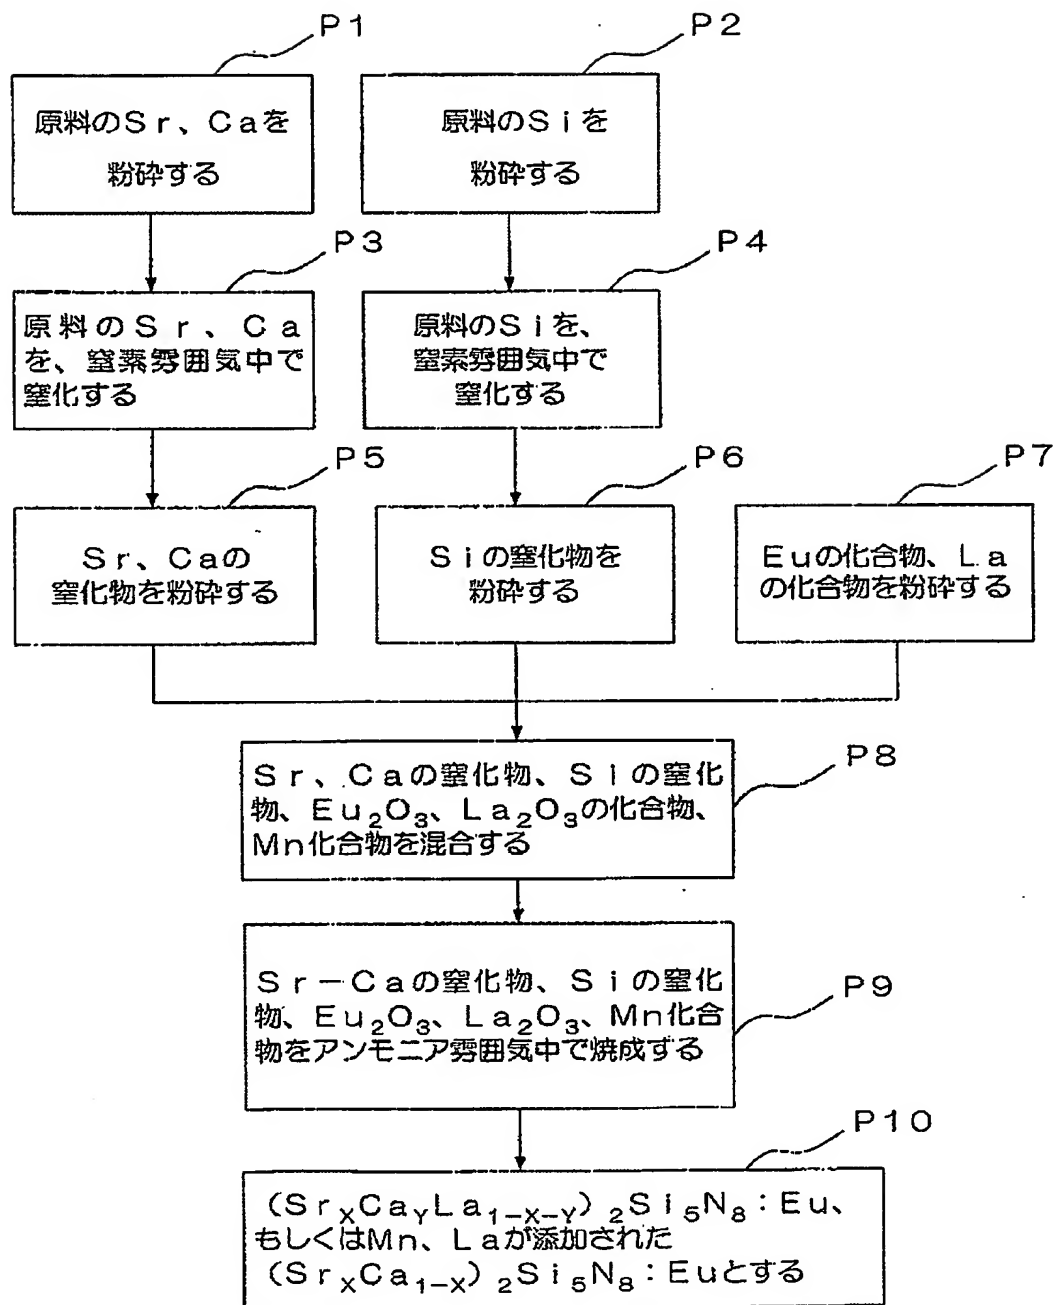 P1
原料のSr、Caを
粉砕する
P2
原料のSiを
粉砕する
P3
原料のSr、Ca
を、窒素雰囲気中で
窒化する
P4
原料のSiを、
窒素雰囲気中で
窒化する
P5
Sr、Caの
窒化物を粉砕する
P6
Siの窒化物を
粉砕する
P7
Euの化合物、La
の化合物を粉砕する
P8
Sr、Caの窒化物、Siの窒化
物、Eu₂O₃、La₂O₃の化合物、
Mn化合物を混合する
P9
Sr－Caの窒化物、Siの窒化
物、Eu₂O₃、La₂O₃、Mn化合
物をアンモニア雰囲気中で焼成する
P10
(SrXCaYLa1-X-Y)₂Si₅N₈:Eu、
もしくはMn、Laが添加された
(SrXCa1-X)₂Si₅N₈:Euとする